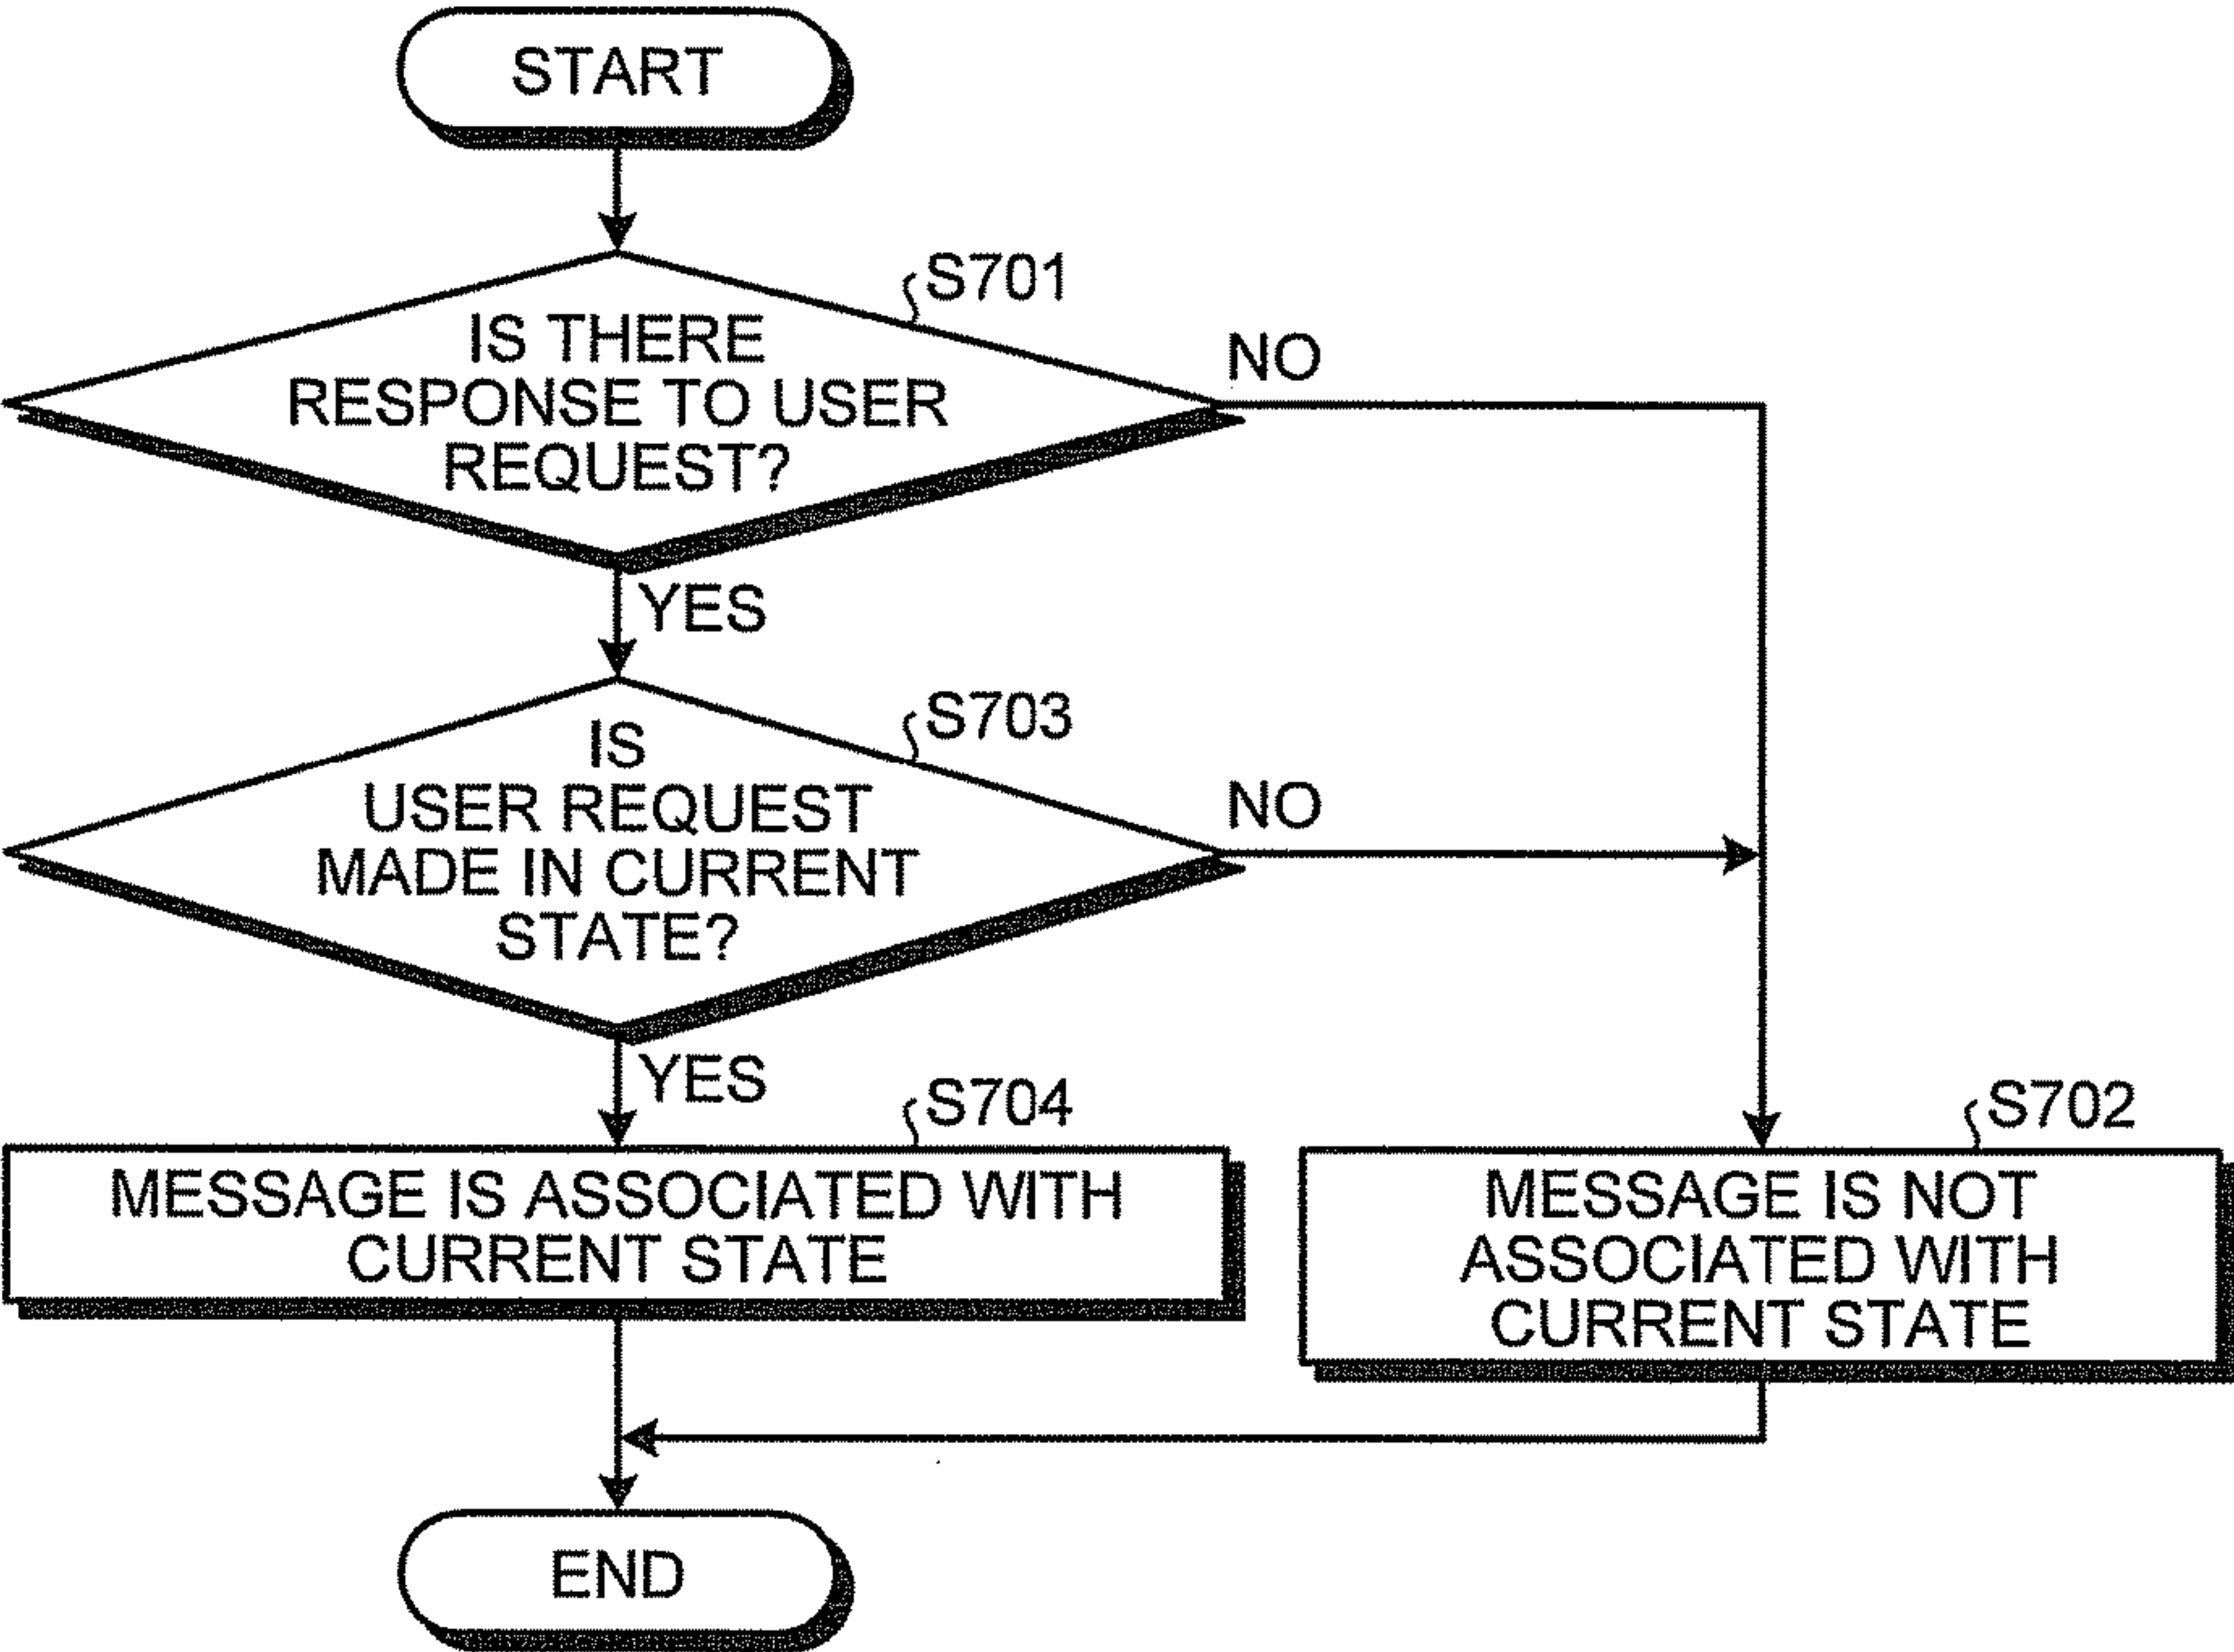 START
S701
IS THERE
RESPONSE TO USER
REQUEST?
NO
YES
S703
IS
USER REQUEST
MADE IN CURRENT
STATE?
NO
YES
S704
MESSAGE IS ASSOCIATED WITH
CURRENT STATE
S702
MESSAGE IS NOT
ASSOCIATED WITH
CURRENT STATE
END